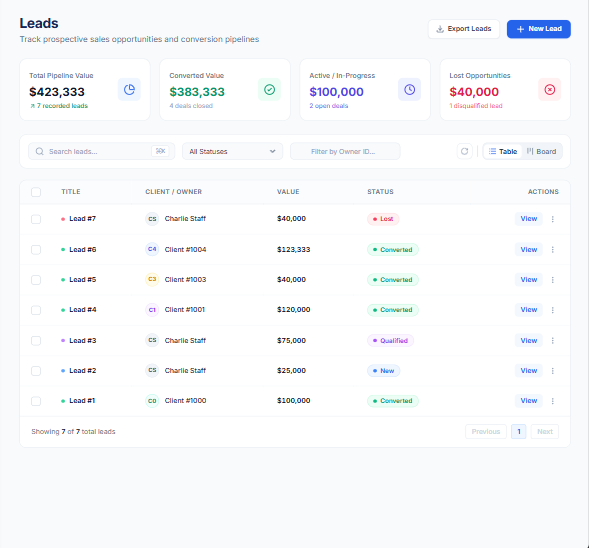 Leads
Track prospective sales opportunities and conversion pipelines
Export Leads
+ New Lead
Total Pipeline Value
$423,333
↗ 7 recorded leads
Converted Value
$383,333
4 deals closed
Active / In-Progress
$100,000
2 open deals
Lost Opportunities
$40,000
1 disqualified lead
Search leads...
All Statuses
Filter by Owner ID...
Table
Board
TITLE CLIENT / OWNER VALUE STATUS ACTIONS
Lead #7 CS Charlie Staff $40,000 Lost View
Lead #6 C4 Client #1004 $123,333 Converted View
Lead #5 C3 Client #1003 $40,000 Converted View
Lead #4 C1 Client #1001 $120,000 Converted View
Lead #3 CS Charlie Staff $75,000 Qualified View
Lead #2 CS Charlie Staff $25,000 New View
Lead #1 C0 Client #1000 $100,000 Converted View
Showing 7 of 7 total leads
Previous 1 Next